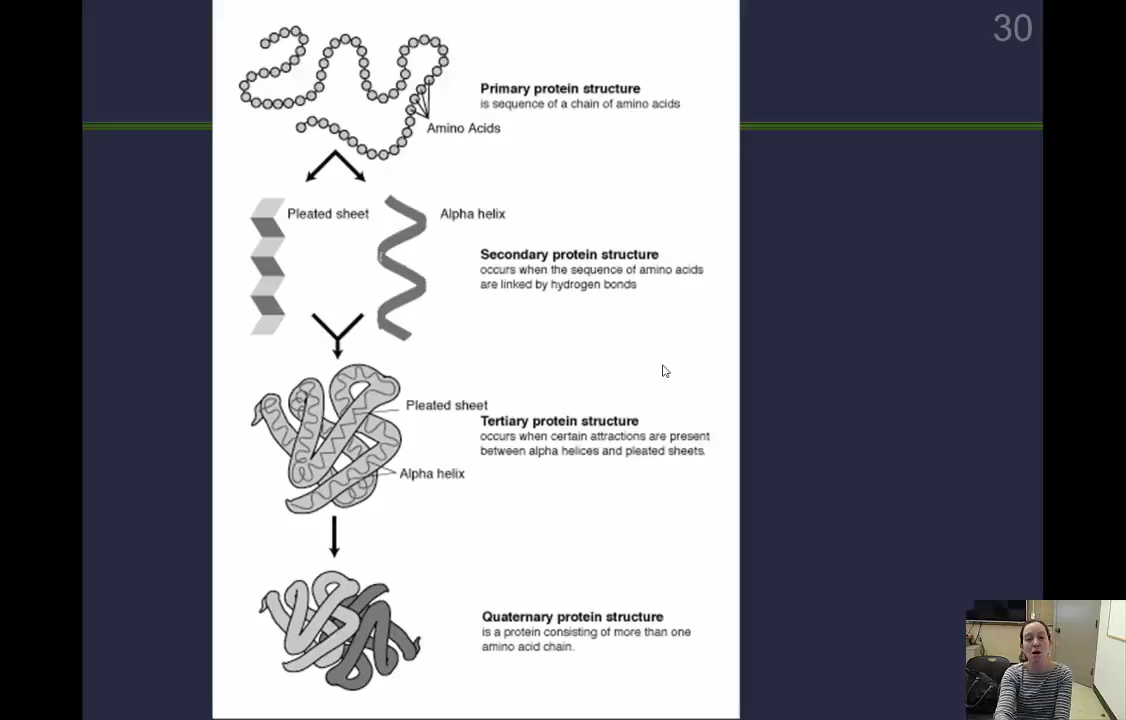 30
Primary protein structure
is sequence of a chain of amino acids
Amino Acids
Pleated sheet
Alpha helix
Secondary protein structure
occurs when the sequence of amino acids
are linked by hydrogen bonds
Pleated sheet
Tertiary protein structure
occurs when certain attractions are present
between alpha helices and pleated sheets.
Alpha helix
Quaternary protein structure
is a protein consisting of more than one
amino acid chain.